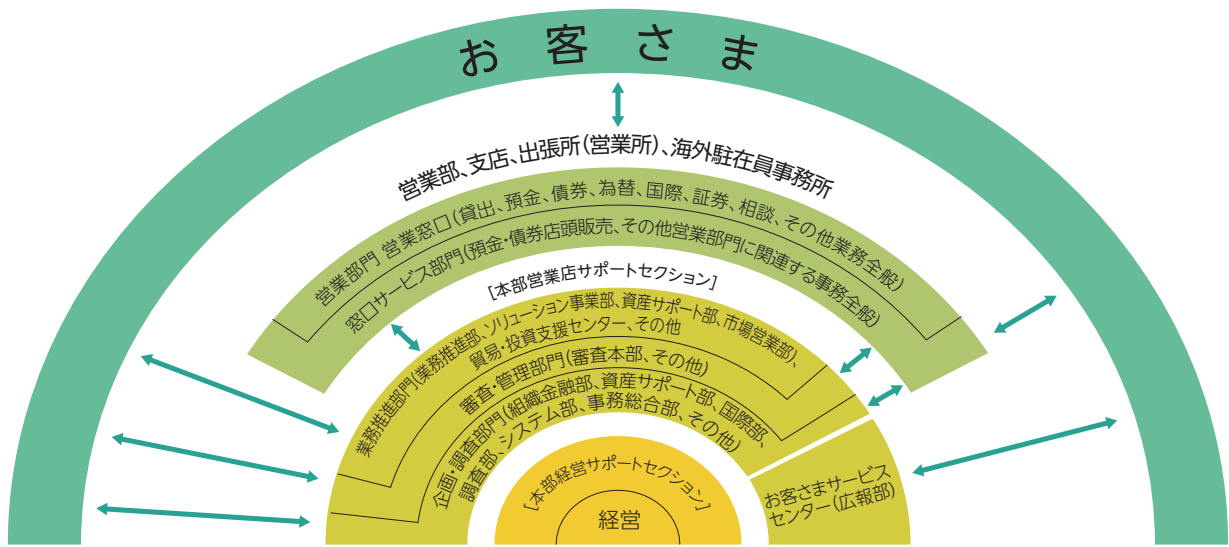 お客さま
営業部、支店、出張所（営業所）、海外駐在員事務所
営業部門 営業窓口（貸出、預金、債券、為替、国際、証券、相談、その他業務全般）
窓口サービス部門（預金・債券店頭販売、その他営業部門に関連する事務全般）
［本部営業店サポートセクション］
業務推進部門（業務推進部、ソリューション事業部、資産サポート部、市場営業部）、
貿易・投資支援センター、その他
審査・管理部門（審査本部、その他）
企画・調査部門（組織金融部、資産サポート部、国際部、
調査部、システム部、事務総合部、その他）
［本部経営サポートセクション］
経営
お客さまサービス
センター（広報部）